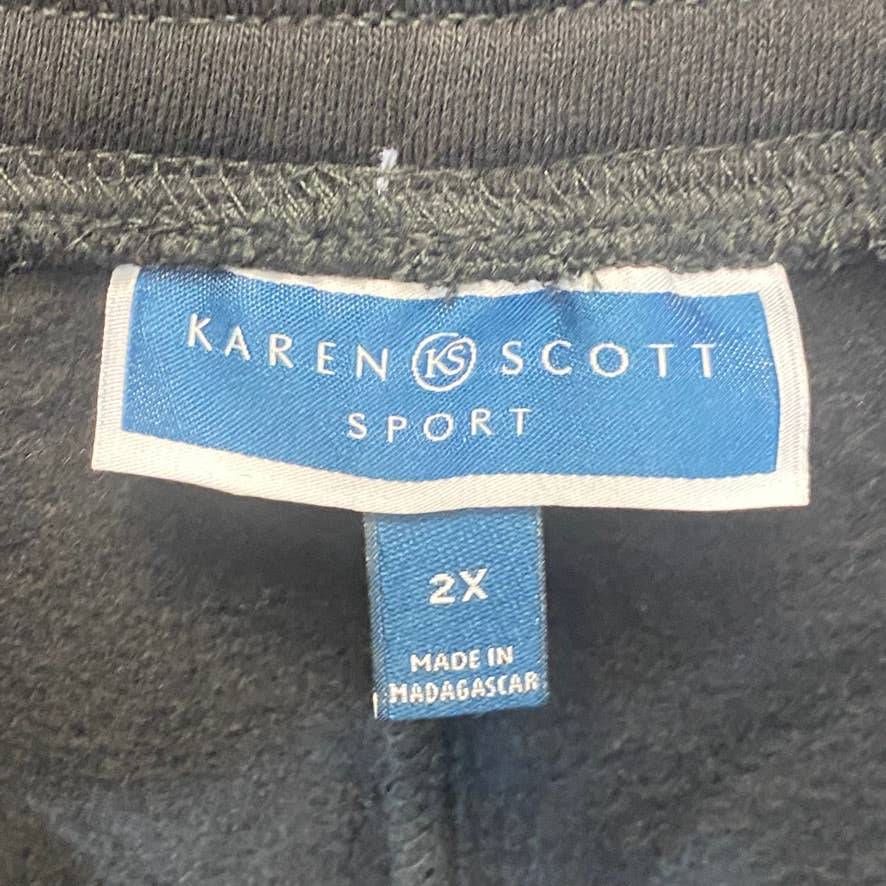 KAREN KS SCOTT
SPORT
2X
MADE IN
MADAGASCAR